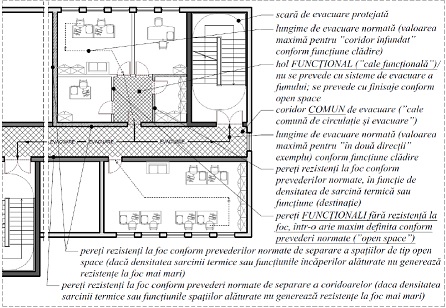 scară de evacuare protejată
lungime de evacuare normată (valoarea
maximă pentru "coridor înfundat"
conform funcțiune clădire)
hol FUNCȚIONAL ("cale funcțională")/
nu se prevede cu sisteme de evacuare a
fumului; se prevede cu finisaje conform
open space
coridor COMUN de evacuare ("cale
comună de circulație și evacuare")
lungime de evacuare normată (valoarea
maximă pentru "în două direcții"
exemplu) conform funcțiune clădire
pereți rezistenți la foc conform
prevederilor normate, în funcție de
densitatea de sarcină termică sau
funcțiune (destinație)
pereți FUNCȚIONALI fără rezistență la
foc, într-o arie maxim definita conform
prevederi normate ("open space")
EVACUARE
EVACUARE
EVACUARE
pereți rezistenți la foc conform prevederilor normate de separare a spațiilor de tip open
space (dacă densitatea sarcinii termice sau funcțiunile încăperilor alăturate nu generează
rezistențe la foc mai mari)
pereți rezistenți la foc conform prevederi normate de separare a coridoarelor (daca densitatea
sarcinii termice sau funcțiunile spațiilor alăturate nu generează rezistențe la foc mai mari)